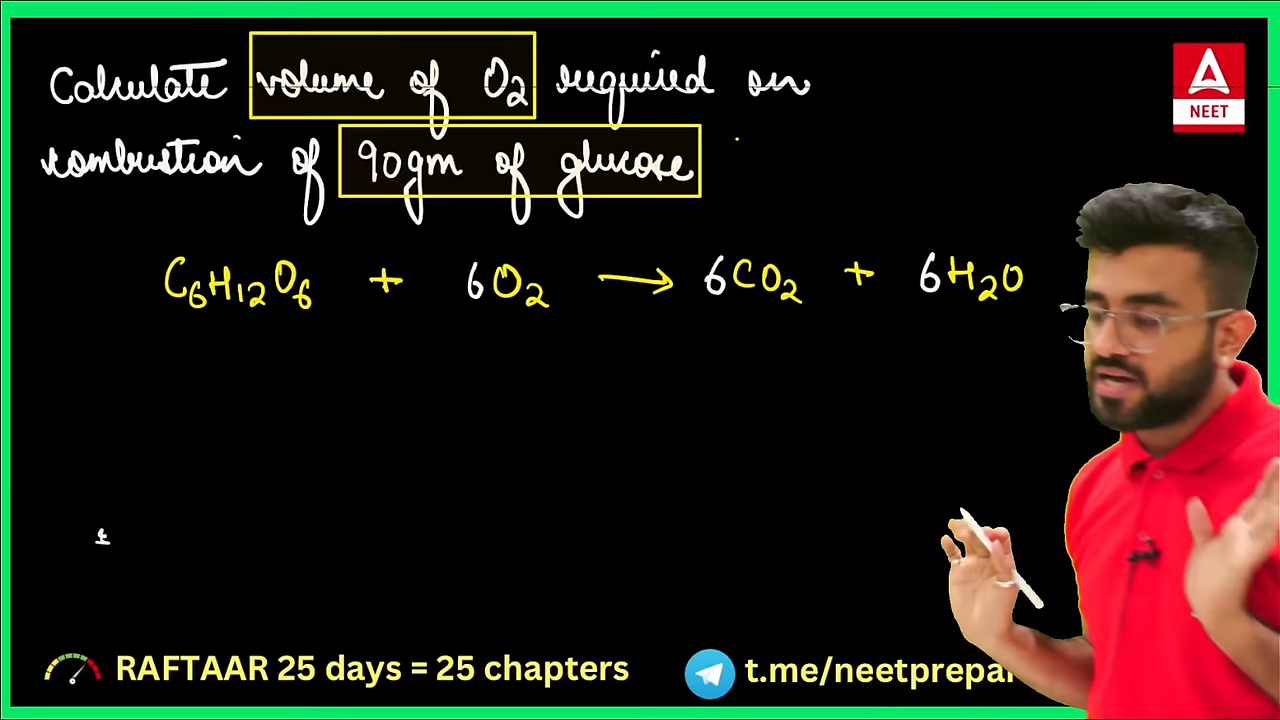 Calculate volume of O2 required on
combustion of 90gm of glucose
C6H12O6 + 6O2 → 6CO2 + 6H2O
A
NEET
RAFTAAR 25 days = 25 chapters
t.me/neetprepar